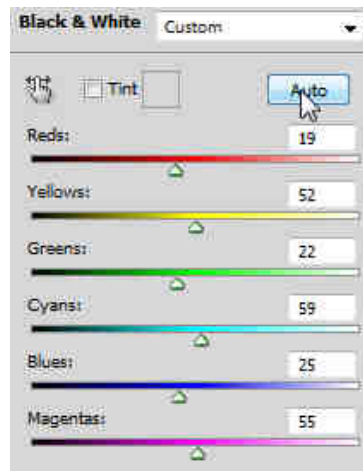 Black & White Custom
Tint Auto
Reds: 19
Yellows: 52
Greens: 22
Cyans: 59
Blues: 25
Magentas: 55